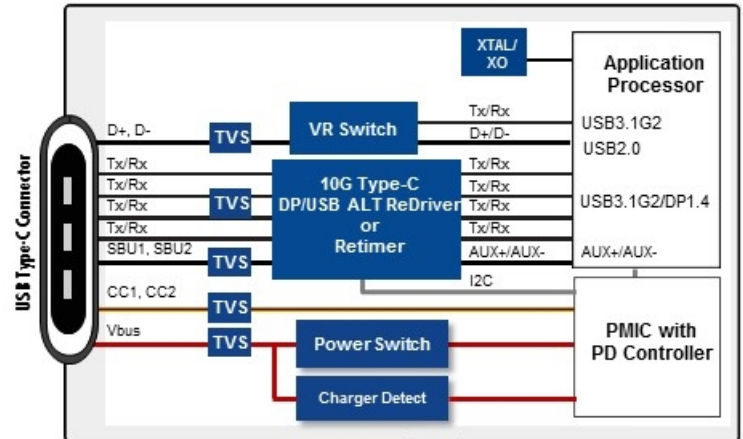 XTAL/
XO
Application
Processor
USB3.1G2
USB2.0
USB3.1G2/DP1.4
AUX+/AUX-
Tx/Rx
D+/D-
VR Switch
D+, D-
TVS
USB Type-C Connector
Tx/Rx
Tx/Rx
Tx/Rx
Tx/Rx
TVS
10G Type-C
DP/USB ALT ReDriver
or
Retimer
Tx/Rx
Tx/Rx
Tx/Rx
Tx/Rx
SBU1, SBU2
TVS
AUX+/AUX-
I2C
CC1, CC2
TVS
Vbus
TVS
Power Switch
Charger Detect
PMIC with
PD Controller